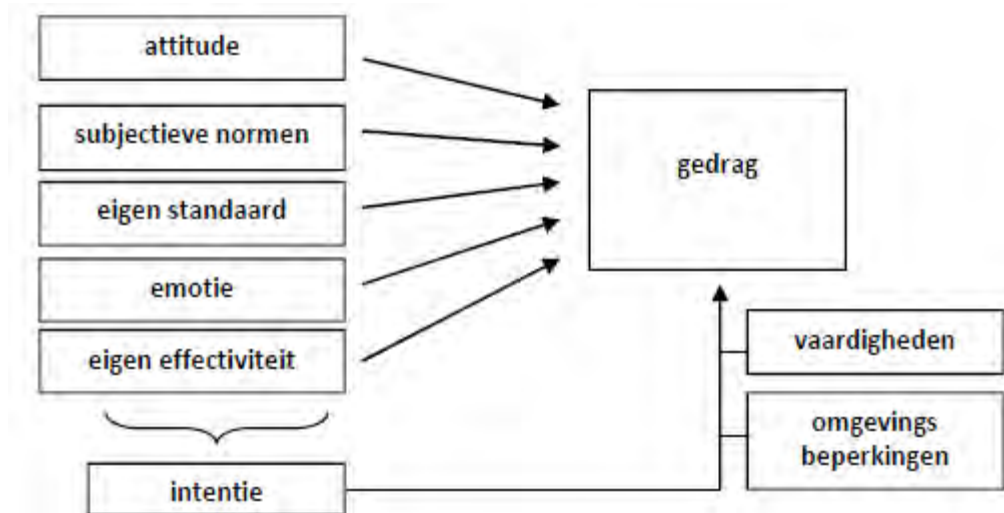 attitude
subjectieve normen
eigen standaard
emotie
eigen effectiviteit
intentie
gedrag
vaardigheden
omgevings
beperkingen